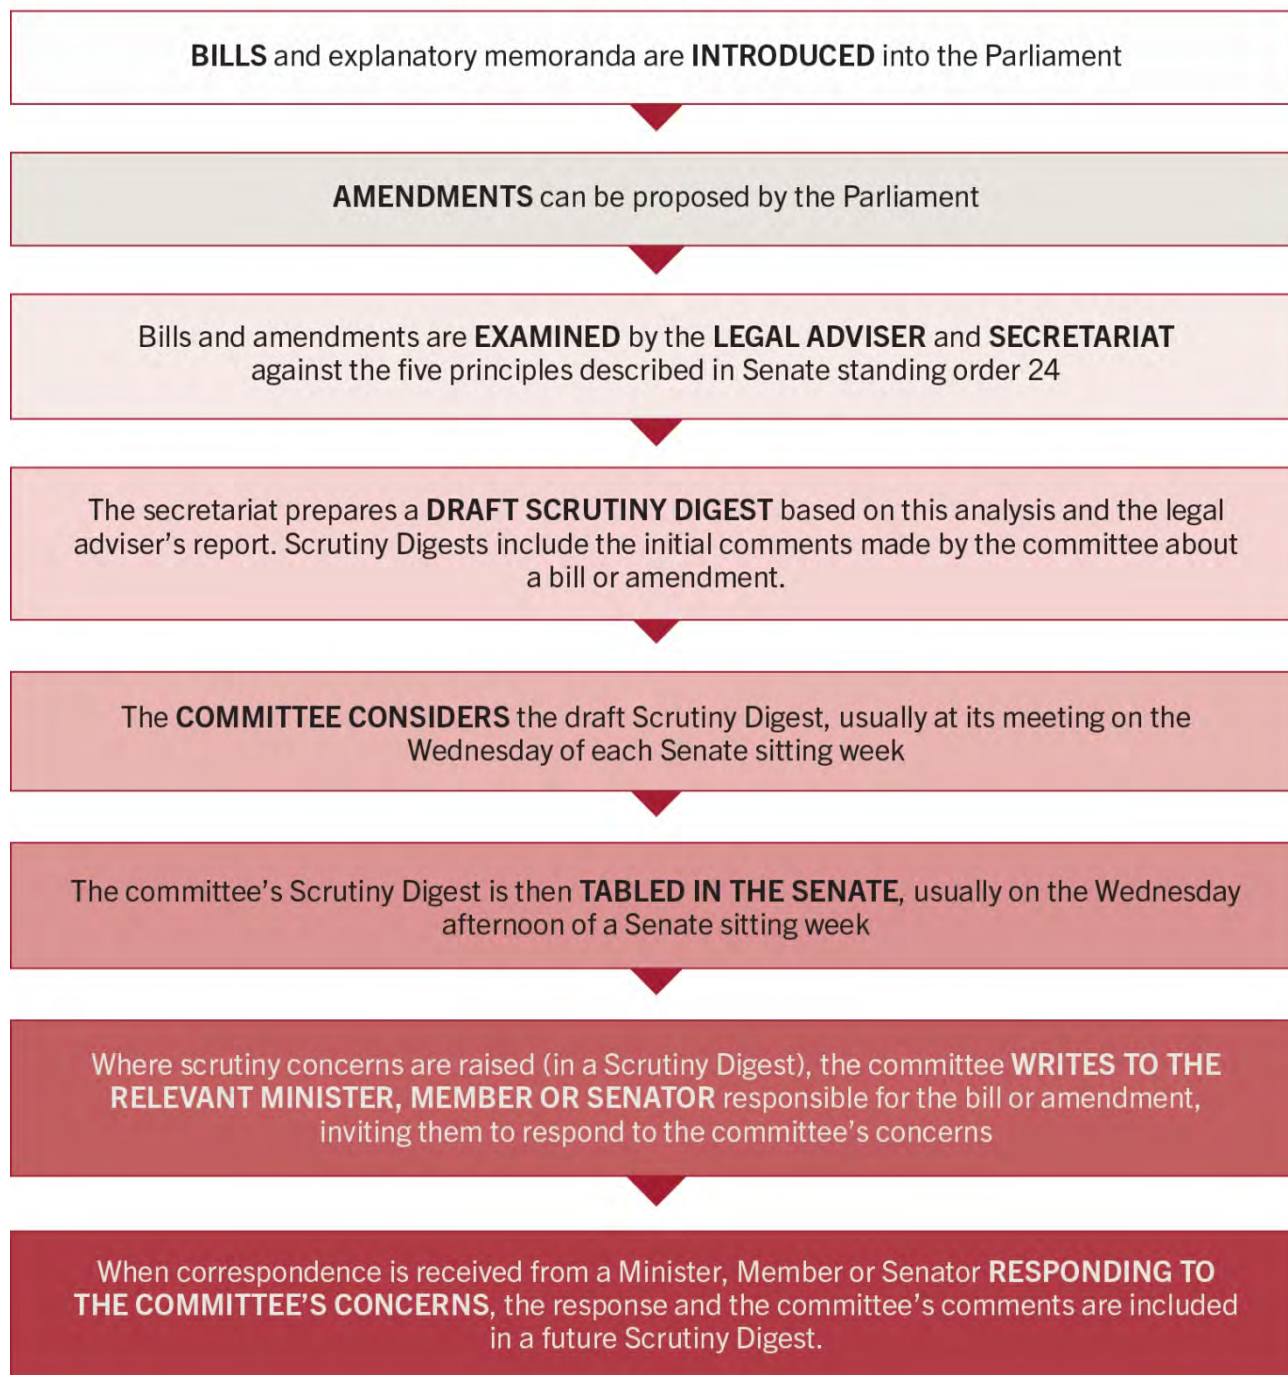 BILLS and explanatory memoranda are INTRODUCED into the Parliament
AMENDMENTS can be proposed by the Parliament
Bills and amendments are EXAMINED by the LEGAL ADVISER and SECRETARIAT
against the five principles described in Senate standing order 24
The secretariat prepares a DRAFT SCRUTINY DIGEST based on this analysis and the legal
adviser’s report. Scrutiny Digests include the initial comments made by the committee about
a bill or amendment.
The COMMITTEE CONSIDERS the draft Scrutiny Digest, usually at its meeting on the
Wednesday of each Senate sitting week
The committee’s Scrutiny Digest is then TABLED IN THE SENATE, usually on the Wednesday
afternoon of a Senate sitting week
Where scrutiny concerns are raised (in a Scrutiny Digest), the committee WRITES TO THE
RELEVANT MINISTER, MEMBER OR SENATOR responsible for the bill or amendment,
inviting them to respond to the committee’s concerns
When correspondence is received from a Minister, Member or Senator RESPONDING TO
THE COMMITTEE’S CONCERNS, the response and the committee’s comments are included
in a future Scrutiny Digest.